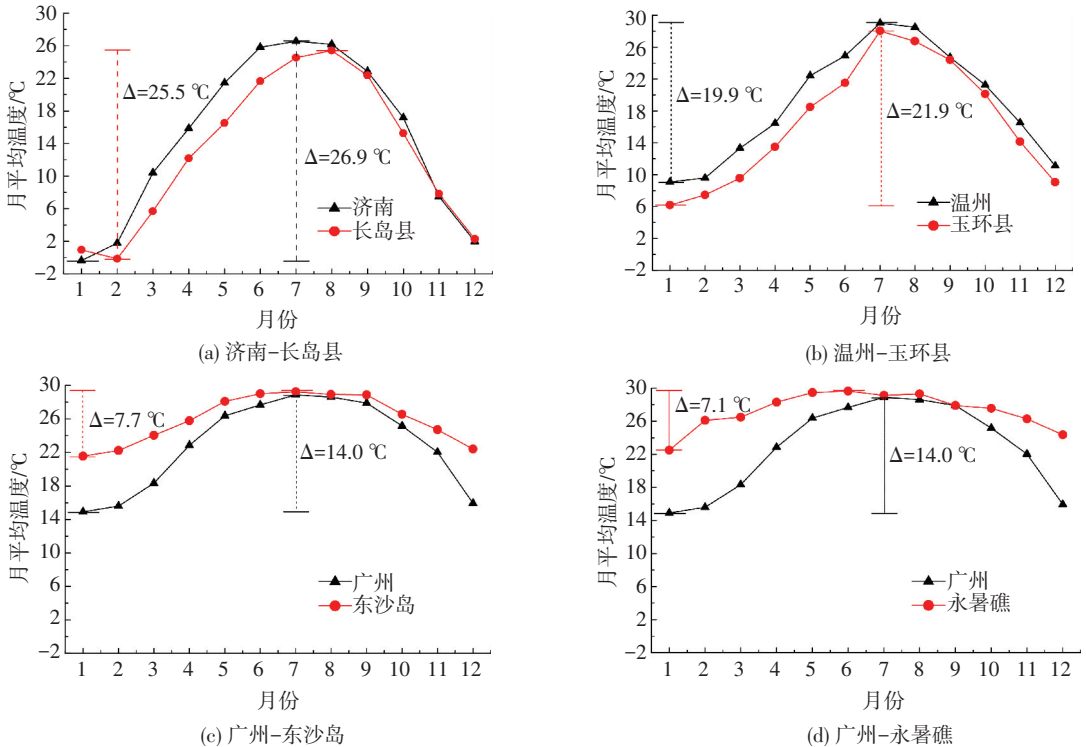 月平均温度/℃
30
26
22
18
14
10
6
2
−2
Δ=25.5 ℃
Δ=26.9 ℃
济南
长岛县
1 2 3 4 5 6 7 8 9 10 11 12
月份
(a) 济南-长岛县
月平均温度/℃
30
26
22
18
14
10
6
2
−2
Δ=19.9 ℃
Δ=21.9 ℃
温州
玉环县
1 2 3 4 5 6 7 8 9 10 11 12
月份
(b) 温州-玉环县
月平均温度/℃
30
26
22
18
14
10
6
2
−2
Δ=7.7 ℃
Δ=14.0 ℃
广州
东沙岛
1 2 3 4 5 6 7 8 9 10 11 12
月份
(c) 广州-东沙岛
月平均温度/℃
30
26
22
18
14
10
6
2
−2
Δ=7.1 ℃
Δ=14.0 ℃
广州
永暑礁
1 2 3 4 5 6 7 8 9 10 11 12
月份
(d) 广州-永暑礁